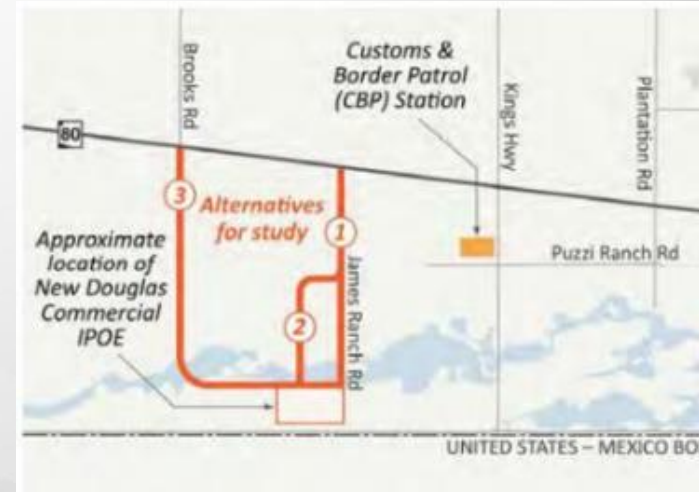 Brooks Rd
Customs &
Border Patrol
(CBP) Station
Kings Hwy
Plantation Rd
80
3
Alternatives
for study
1
Approximate
location of
New Douglas
Commercial
IPOE
James Ranch Rd
2
Puzzi Ranch Rd
UNITED STATES – MEXICO BO